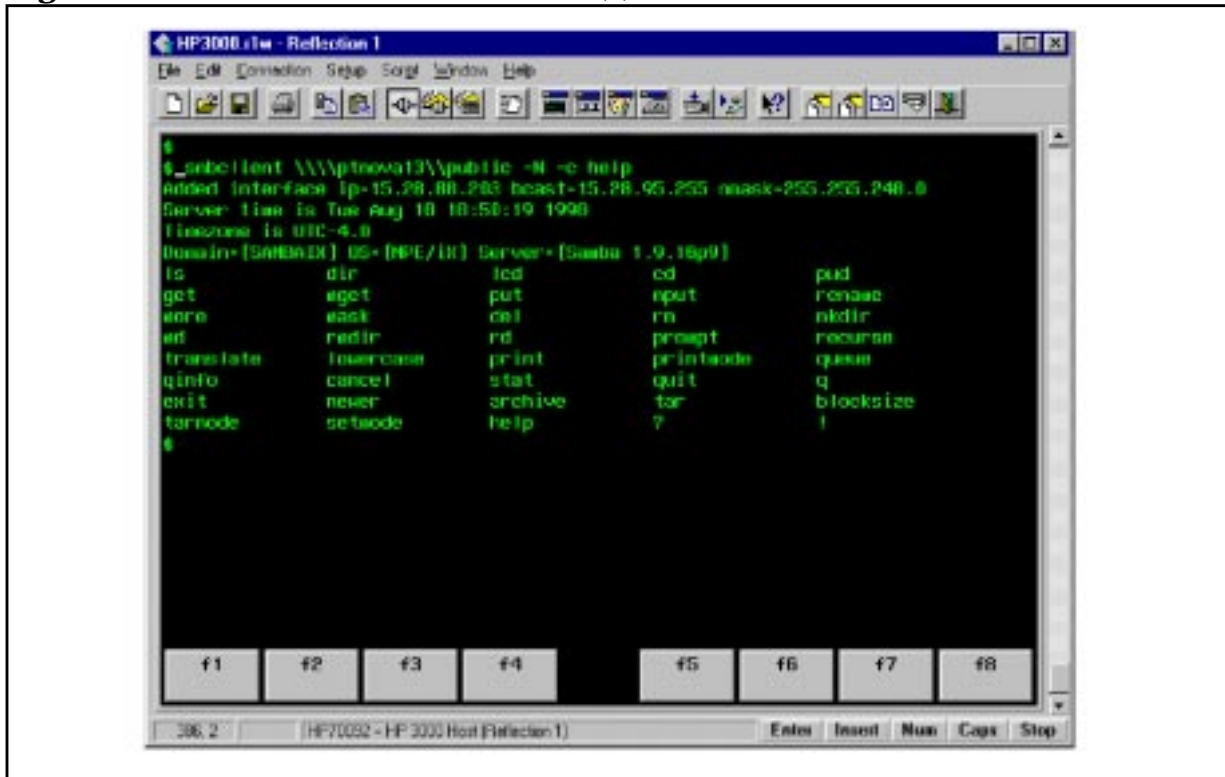 HP3000.r1w - Reflection 1
File Edit Connection Setup Script Window Help
$
$ smbclient \\\\ptnova13\\public -N -c help
Added interface ip=15.28.88.203 bcast=15.28.95.255 nmask=255.255.248.0
Server time is Tue Aug 18 18:50:19 1998
Timezone is UTC-4.0
Domain=[SAMBAIX] OS=[MPE/iX] Server=[Samba 1.9.16p9]
ls dir lcd cd pwd
get mget put mput rename
more mask del rm mkdir
md rmdir rd prompt recurse
translate lowercase print printmode queue
qinfo cancel stat quit q
exit newer archive tar blocksize
tarmode setmode help ? !
$
f1 f2 f3 f4 f5 f6 f7 f8
386, 2 HP70092 - HP 3000 Host (Reflection 1) Enter Insert Num Caps Stop